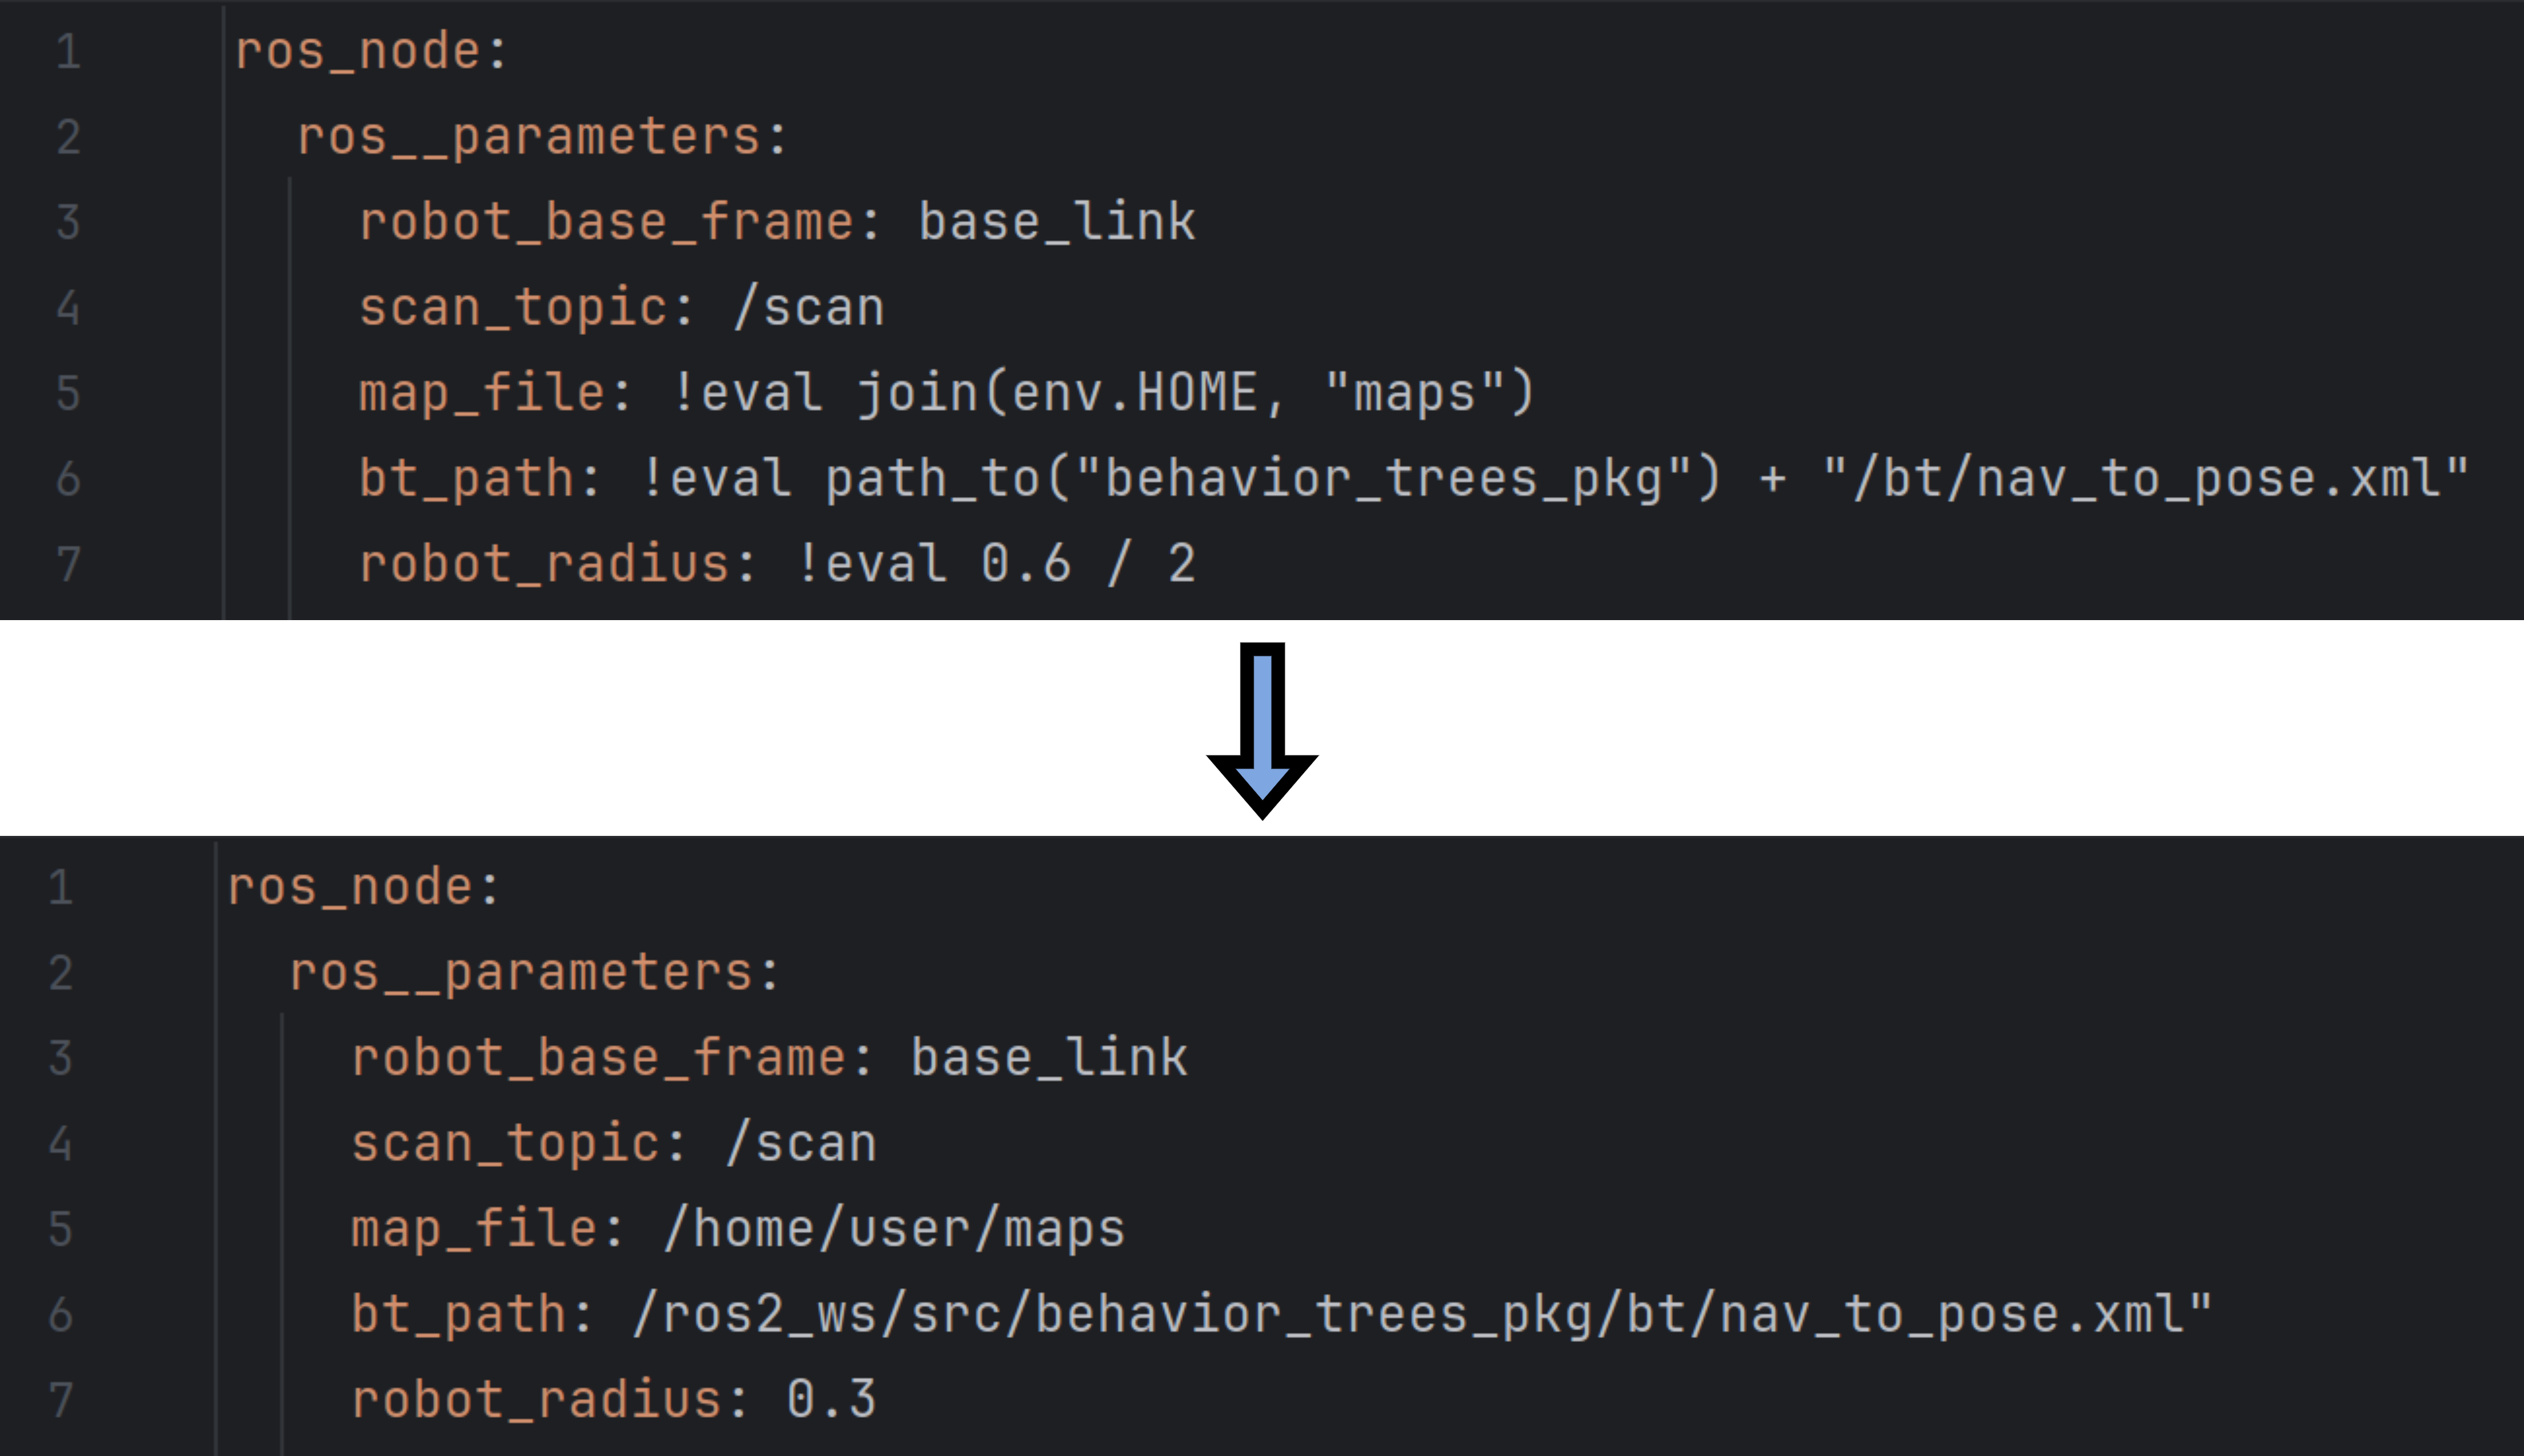 1 ros_node:
2 ros__parameters:
3 robot_base_frame: base_link
4 scan_topic: /scan
5 map_file: !eval join(env.HOME, "maps")
6 bt_path: !eval path_to("behavior_trees_pkg") + "/bt/nav_to_pose.xml"
7 robot_radius: !eval 0.6 / 2
1 ros_node:
2 ros__parameters:
3 robot_base_frame: base_link
4 scan_topic: /scan
5 map_file: /home/user/maps
6 bt_path: /ros2_ws/src/behavior_trees_pkg/bt/nav_to_pose.xml"
7 robot_radius: 0.3